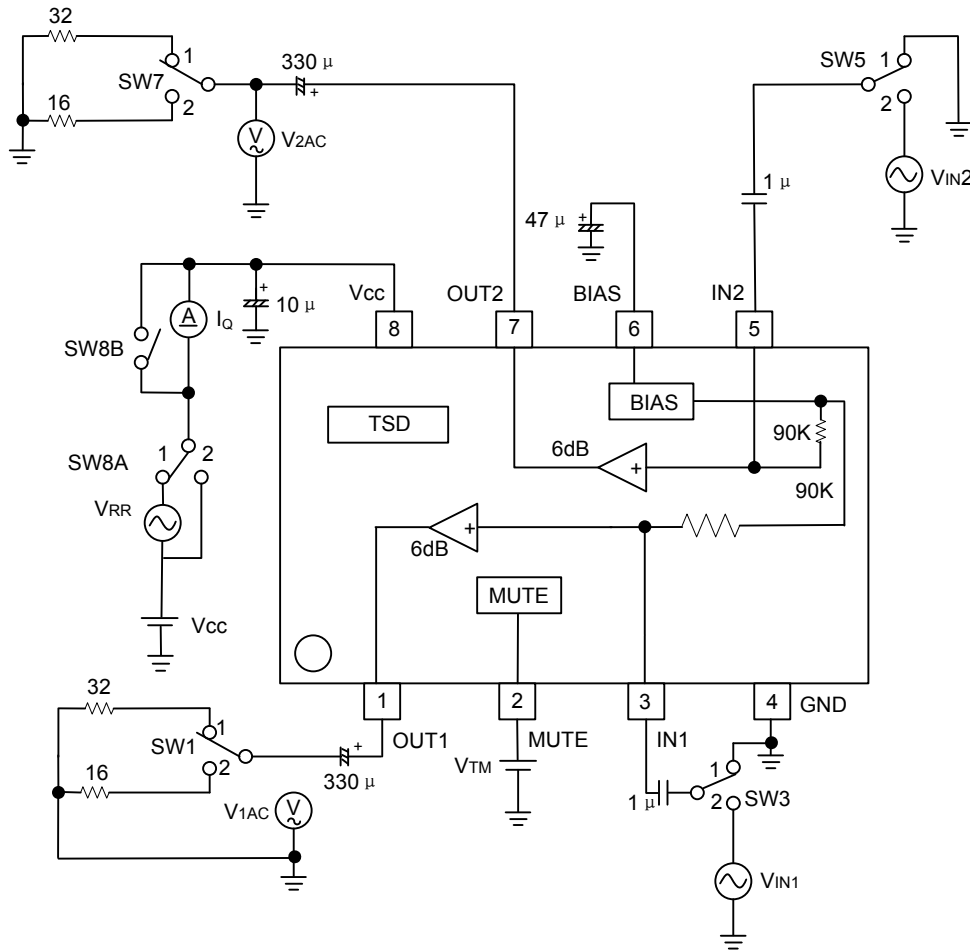 32
1
SW7
2
16
330 μ
+
V
V2AC
SW5
1
2
VIN2
1 μ
47 μ
+
Vcc
OUT2
BIAS
IN2
8
7
6
5
A
IQ
+
10 μ
SW8B
SW8A
1
2
VRR
Vcc
TSD
BIAS
90K
6dB
+
90K
6dB
+
MUTE
1
2
3
4
GND
OUT1
MUTE
IN1
32
1
SW1
2
16
+
330 μ
V1AC
V
VTM
1 μ
1
2
SW3
VIN1